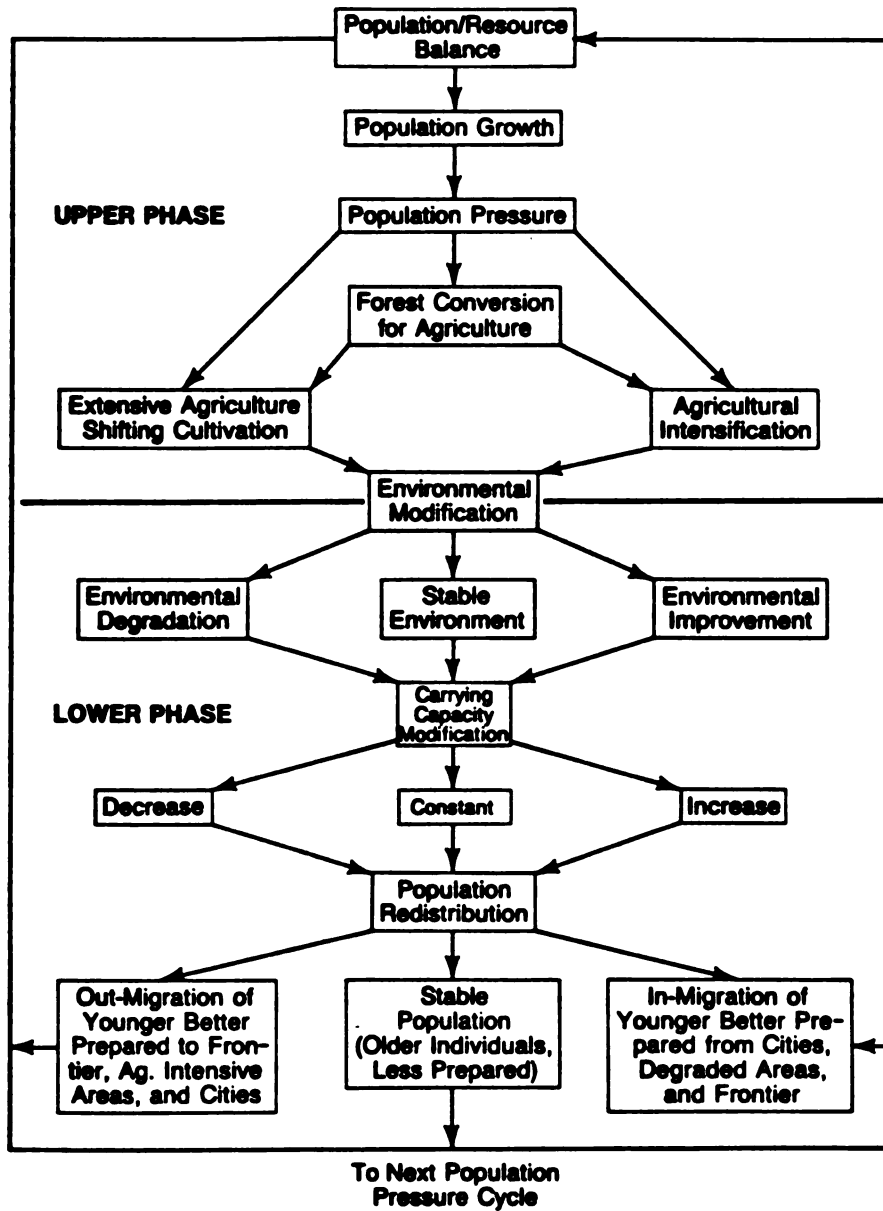 Population/Resource
Balance
Population Growth
UPPER PHASE
Population Pressure
Forest Conversion
for Agriculture
Extensive Agriculture
Shifting Cultivation
Agricultural
Intensification
Environmental
Modification
Environmental
Degradation
Stable
Environment
Environmental
Improvement
LOWER PHASE
Carrying
Capacity
Modification
Decrease
Constant
Increase
Population
Redistribution
Out-Migration of
Younger Better
Prepared to Fron-
tier, Ag. Intensive
Areas, and Cities
Stable
Population
(Older Individuals,
Less Prepared)
In-Migration of
Younger Better Pre-
pared from Cities,
Degraded Areas,
and Frontier
To Next Population
Pressure Cycle